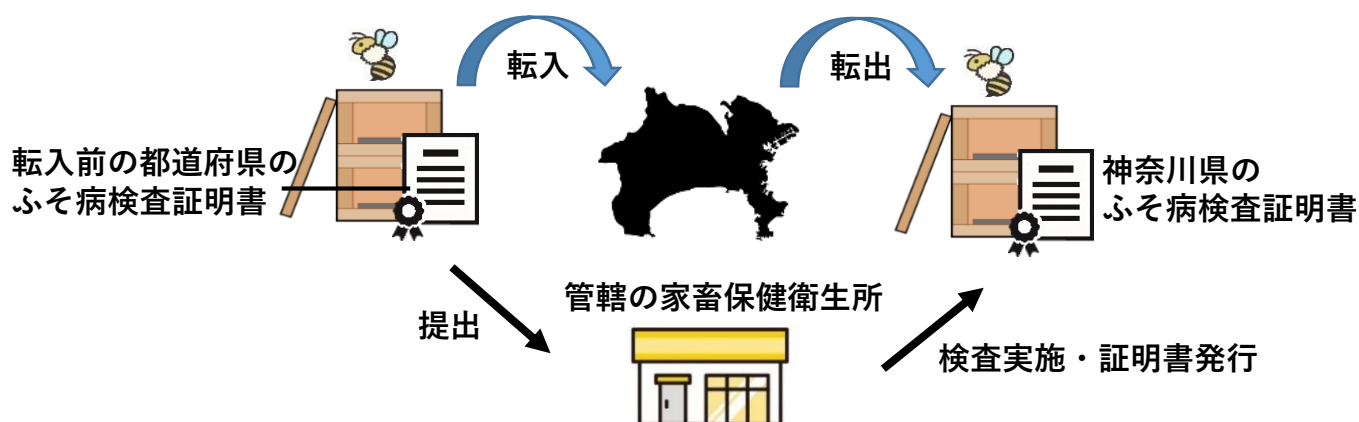 転入
転出
転入前の都道府県の
ふそ病検査証明書
神奈川県の
ふそ病検査証明書
管轄の家畜保健衛生所
提出
検査実施・証明書発行